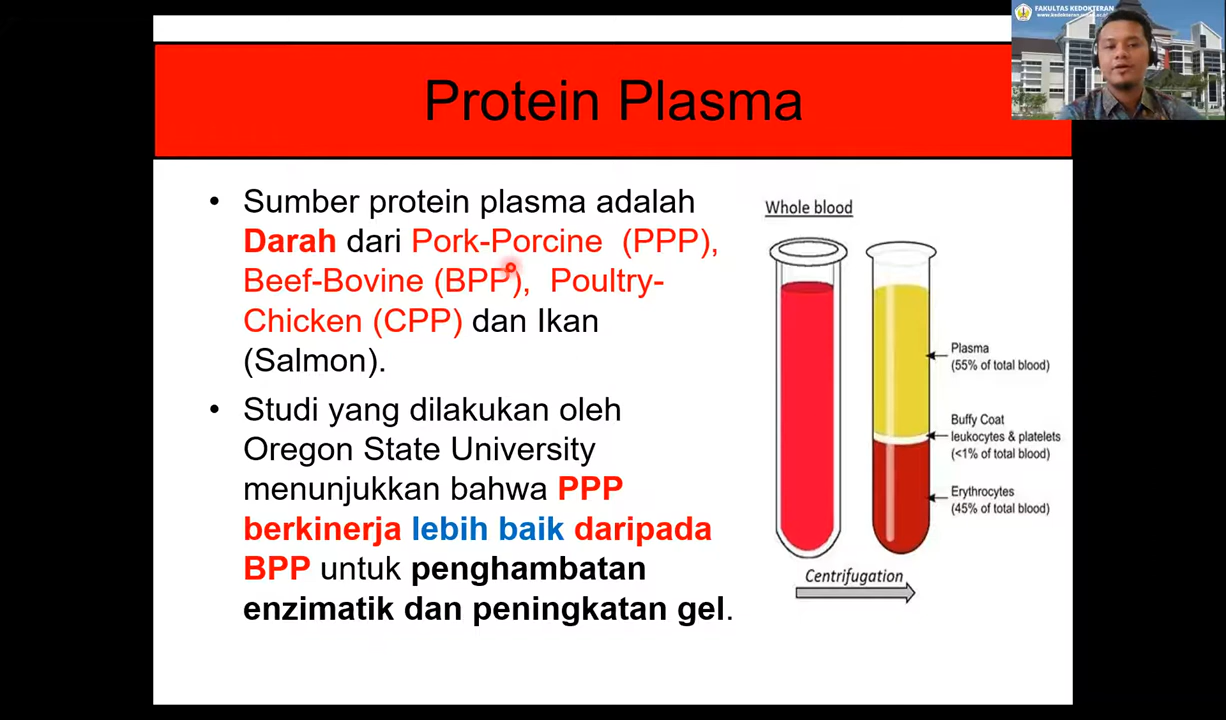 FAKULTAS KEDOKTERAN
Protein Plasma
• Sumber protein plasma adalah
Darah dari Pork-Porcine (PPP),
Beef-Bovine (BPP), Poultry-
Chicken (CPP) dan Ikan
(Salmon).
• Studi yang dilakukan oleh
Oregon State University
menunjukkan bahwa PPP
berkinerja lebih baik daripada
BPP untuk penghambatan
enzimatik dan peningkatan gel.
Whole blood
Plasma
(55% of total blood)
Buffy Coat
leukocytes & platelets
(<1% of total blood)
Erythrocytes
(45% of total blood)
Centrifugation